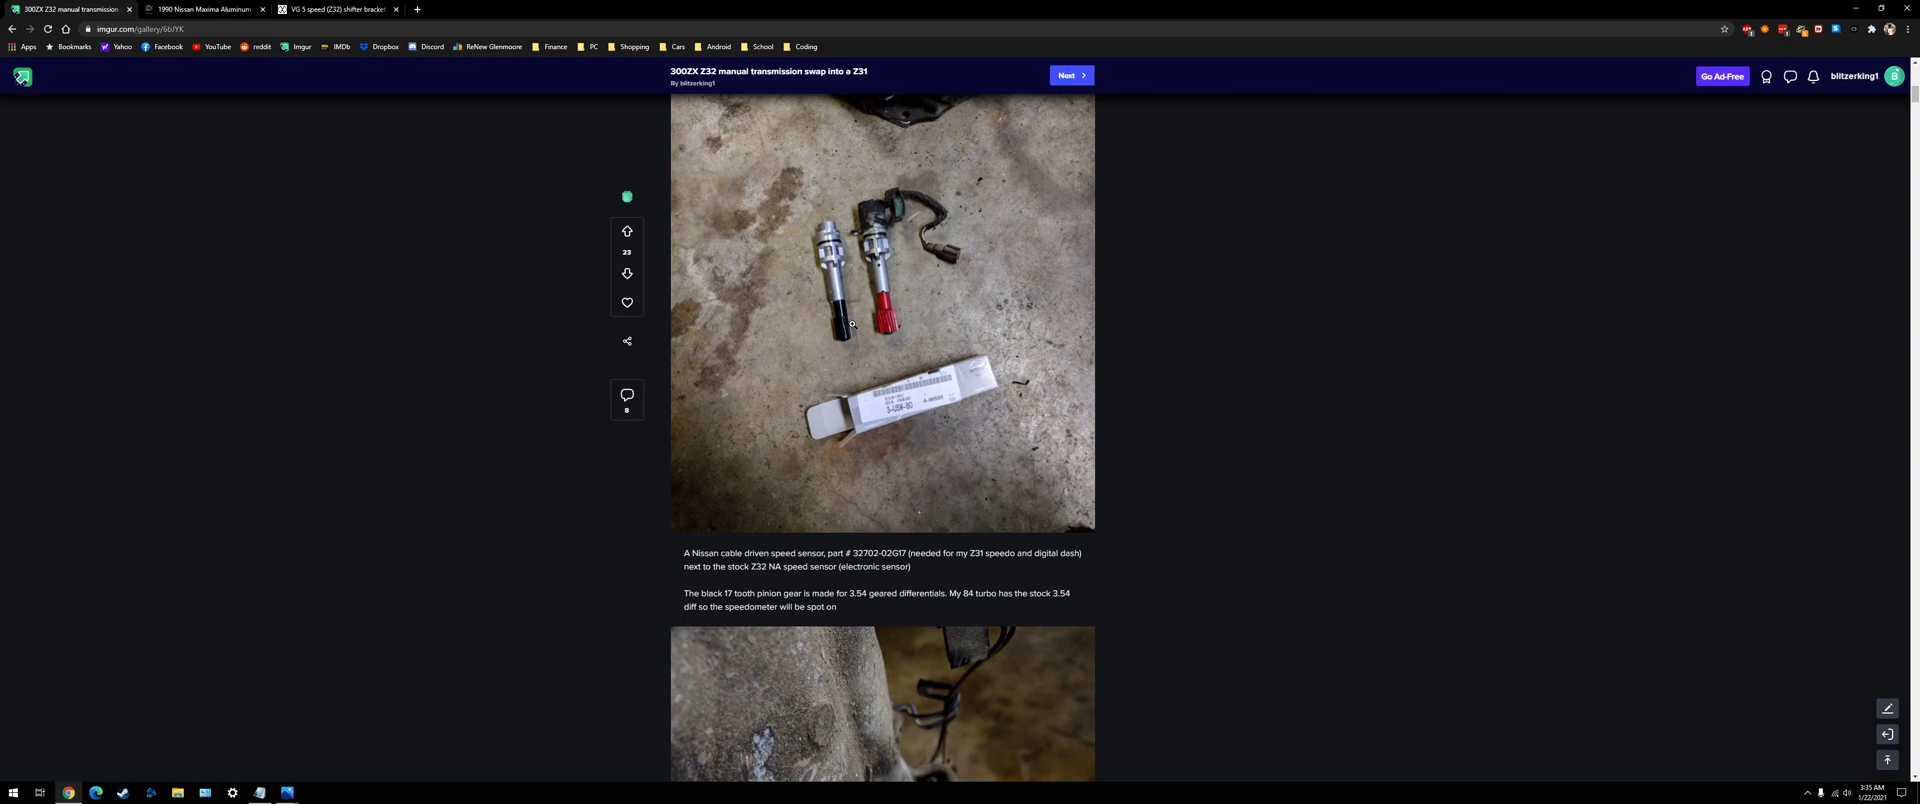 300ZX Z32 manual transmission
1990 Nissan Maxima Aluminum
VG 5 speed (Z32) shifter bracket
imgur.com/gallery/6bJYK
Apps Bookmarks Yahoo Facebook YouTube reddit Imgur IMDb Dropbox Discord ReNew Glenmoore Finance PC Shopping Cars Android School Coding
300ZX Z32 manual transmission swap into a Z31
By blitzerking1
Next
Go Ad-Free
blitzerking1
B
23
8
A Nissan cable driven speed sensor, part # 32702-02G17 (needed for my Z31 speedo and digital dash)
next to the stock Z32 NA speed sensor (electronic sensor)
The black 17 tooth pinion gear is made for 3.54 geared differentials. My 84 turbo has the stock 3.54
diff so the speedometer will be spot on
3:35 AM
1/22/2021